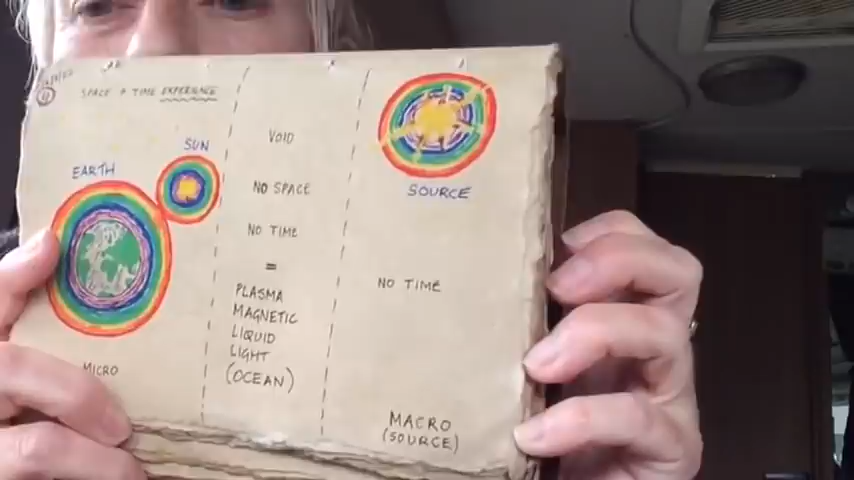 SPACE + TIME EXPERIENCE
SUN
EARTH
MICRO
VOID
NO SPACE
NO TIME
=
PLASMA
MAGNETIC
LIQUID
LIGHT
(OCEAN)
SOURCE
NO TIME
MACRO
(SOURCE)